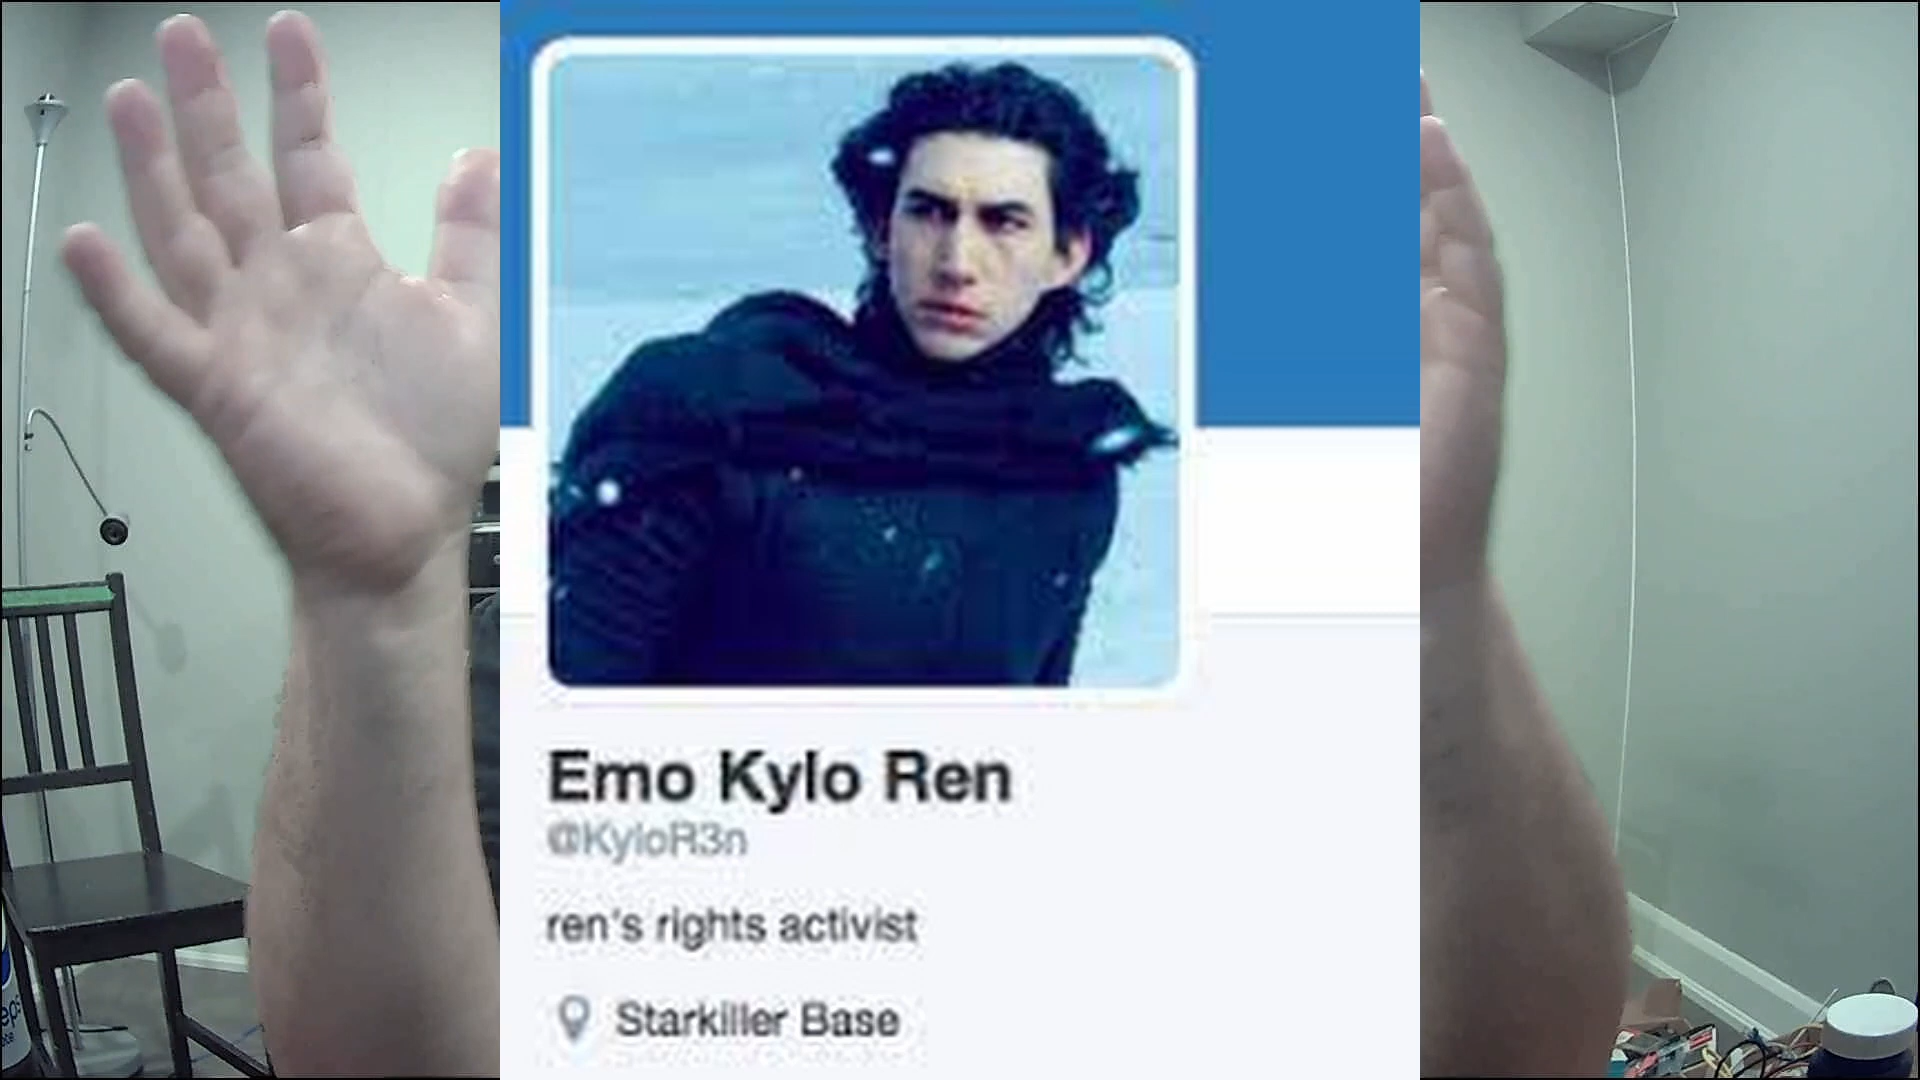 Emo Kylo Ren
@KyloR3n
ren's rights activist
Starkiller Base